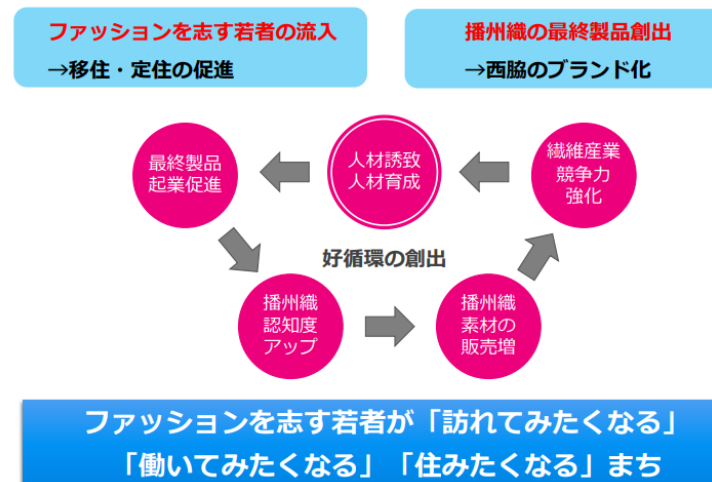 ファッションを志す若者の流入
→移住・定住の促進
播州織の最終製品創出
→西脇のブランド化
人材誘致
人材育成
最終製品
起業促進
繊維産業
競争力
強化
好循環の創出
播州織
認知度
アップ
播州織
素材の
販売増
ファッションを志す若者が「訪れてみたくなる」
「働いてみたくなる」「住みたくなる」まち